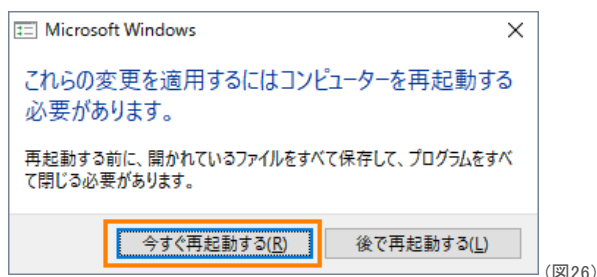 Microsoft Windows
これらの変更を適用するにはコンピューターを再起動する
必要があります。
再起動する前に、開かれているファイルをすべて保存して、プログラムをすべ
て閉じる必要があります。
今すぐ再起動する(R) 後で再起動する(L)
(図26)